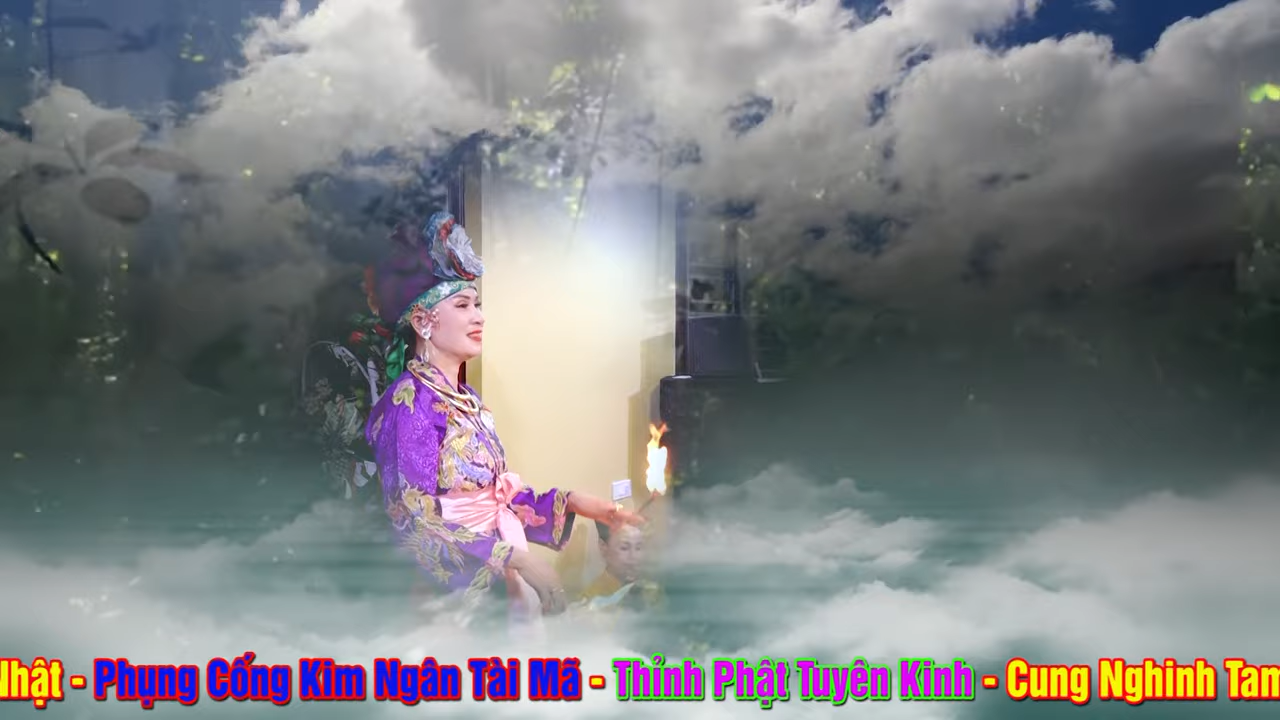 Nhật - Phụng Cống Kim Ngân Tài Mã - Thỉnh Phật Tuyên Kinh - Cung Nghinh Tam